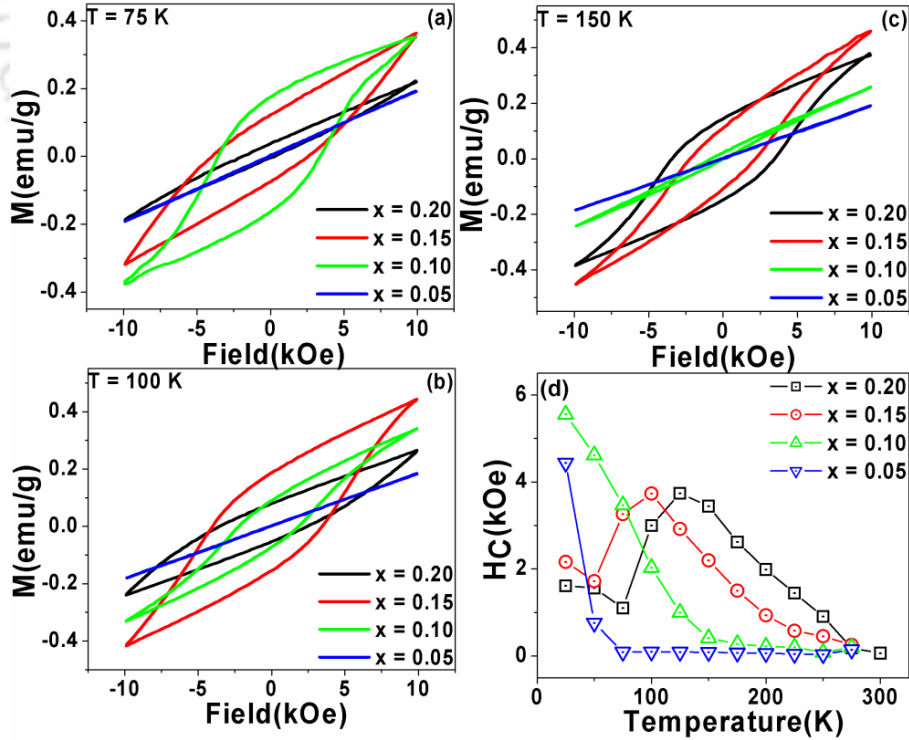 T = 75 K
(a)
0.4
0.2
0.0
-0.2
-0.4
M(emu/g)
x = 0.20
x = 0.15
x = 0.10
x = 0.05
-10 -5 0 5 10
Field(kOe)
T = 150 K
(c)
0.4
0.2
0.0
-0.2
-0.4
M(emu/g)
x = 0.20
x = 0.15
x = 0.10
x = 0.05
-10 -5 0 5 10
Field(kOe)
T = 100 K
(b)
0.4
0.2
0.0
-0.2
-0.4
M(emu/g)
x = 0.20
x = 0.15
x = 0.10
x = 0.05
-10 -5 0 5 10
Field(kOe)
(d)
6
4
2
0
HC(kOe)
x = 0.20
x = 0.15
x = 0.10
x = 0.05
0 100 200 300
Temperature(K)